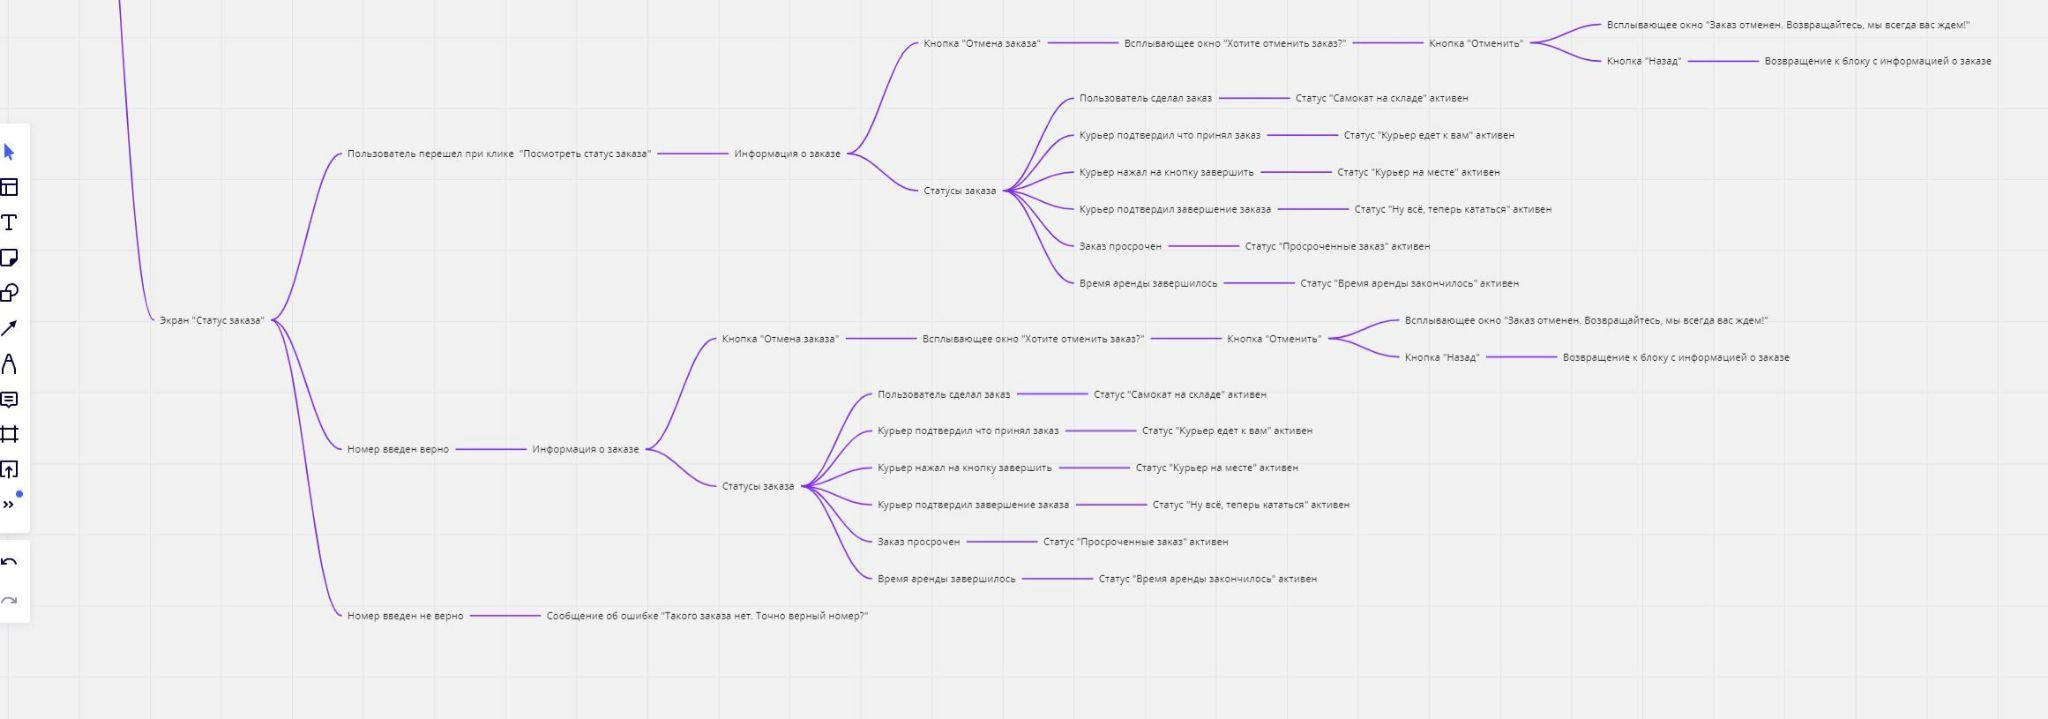 Всплывающее окно "Заказ отменен. Возвращайтесь, мы всегда вас ждем!"
Кнопка "Отмена заказа" Всплывающее окно "Хотите отменить заказ?" Кнопка "Отменить"
Кнопка "Назад" Возвращение к блоку с информацией о заказе
Пользователь сделал заказ Статус "Самокат на складе" активен
Курьер подтвердил что принял заказ Статус "Курьер едет к вам" активен
Пользователь перешел при клике "Посмотреть статус заказа" Информация о заказе
Курьер нажал на кнопку завершить Статус "Курьер на месте" активен
Статусы заказа
Курьер подтвердил завершение заказа Статус "Ну всё, теперь кататься" активен
Заказ просрочен Статус "Просроченные заказ" активен
Время аренды завершилось Статус "Время аренды закончилось" активен
Экран "Статус заказа"
Всплывающее окно "Заказ отменен. Возвращайтесь, мы всегда вас ждем!"
Кнопка "Отмена заказа" Всплывающее окно "Хотите отменить заказ?" Кнопка "Отменить"
Кнопка "Назад" Возвращение к блоку с информацией о заказе
Пользователь сделал заказ Статус "Самокат на складе" активен
Курьер подтвердил что принял заказ Статус "Курьер едет к вам" активен
Номер введен верно Информация о заказе
Курьер нажал на кнопку завершить Статус "Курьер на месте" активен
Статусы заказа
Курьер подтвердил завершение заказа Статус "Ну всё, теперь кататься" активен
Заказ просрочен Статус "Просроченные заказ" активен
Время аренды завершилось Статус "Время аренды закончилось" активен
Номер введен не верно Сообщение об ошибке "Такого заказа нет. Точно верный номер?"